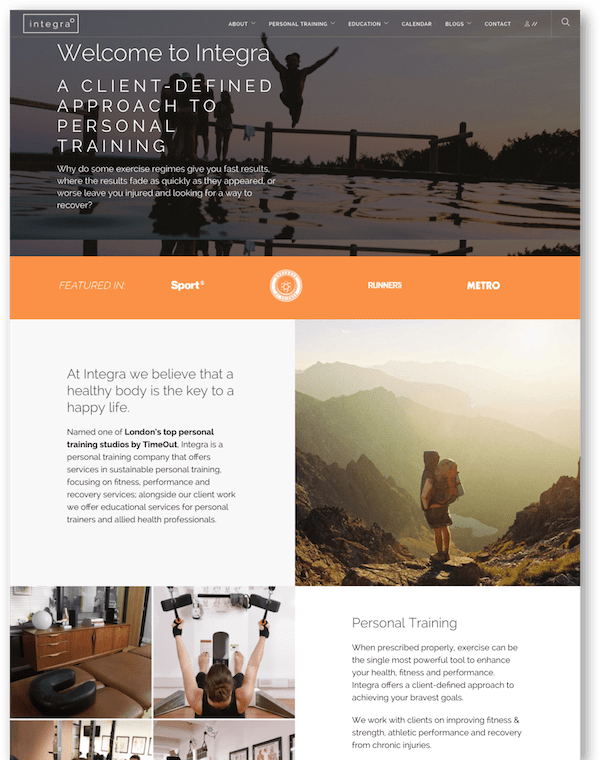 integra
ABOUT PERSONAL TRAINING EDUCATION CALENDAR BLOGS CONTACT //
Welcome to Integra
A CLIENT-DEFINED
APPROACH TO
PERSONAL
TRAINING
Why do some exercise regimes give you fast results,
where the results fade as quickly as they appeared, or
worse leave you injured and looking for a way to
recover?
FEATURED IN: Sport RUNNERS METRO
At Integra we believe that a
healthy body is the key to a
happy life.
Named one of London's top personal
training studios by TimeOut, Integra is a
personal training company that offers
services in sustainable personal training,
focusing on fitness, performance and
recovery services; alongside our client work
we offer educational services for personal
trainers and allied health professionals.
Personal Training
When prescribed properly, exercise can be
the single most powerful tool to enhance
your health, fitness and performance.
Integra offers a client-defined approach to
achieving your bravest goals.
We work with clients on improving fitness &
strength, athletic performance and recovery
from chronic injuries.